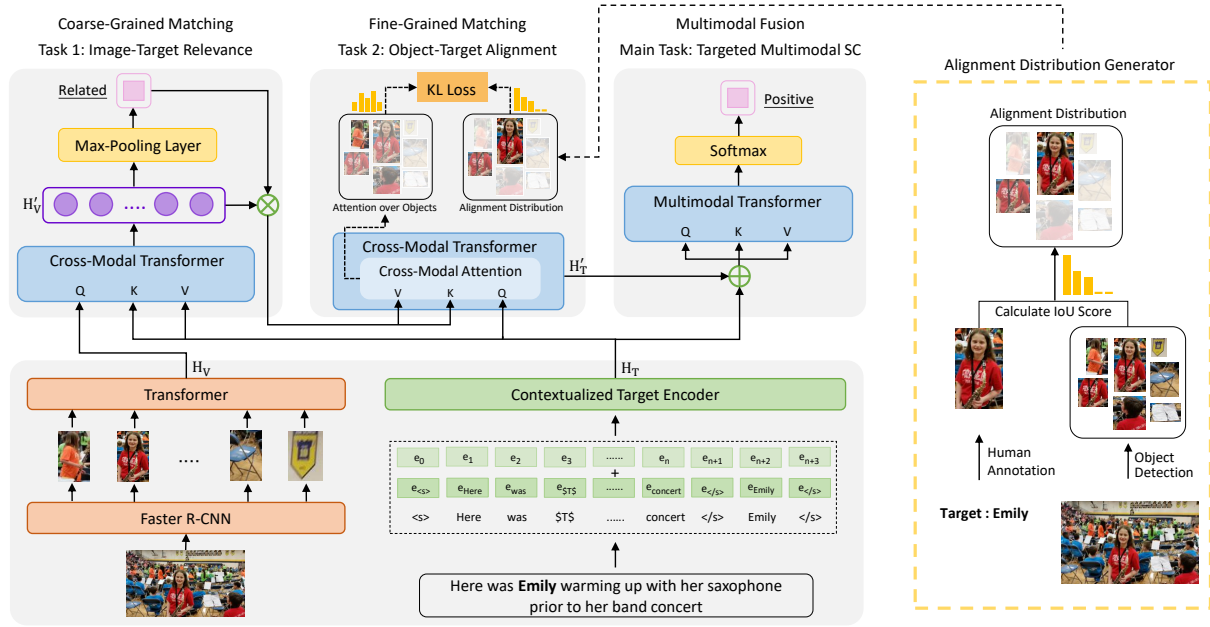 Coarse-Grained Matching
Task 1: Image-Target Relevance
Related
Max-Pooling Layer
H′V
....
Cross-Modal Transformer
Q K V
Fine-Grained Matching
Task 2: Object-Target Alignment
KL Loss
Attention over Objects
Alignment Distribution
Cross-Modal Transformer
Cross-Modal Attention
V K Q
H′T
Multimodal Fusion
Main Task: Targeted Multimodal SC
Positive
Softmax
Multimodal Transformer
Q K V
HV
Transformer
....
Faster R-CNN
HT
Contextualized Target Encoder
e0 e1 e2 e3 ...... en en+1 en+2 en+3
+
e<s> eHere ewas e$T$ ...... econcert e</s> eEmily e</s>
<s> Here was $T$ ...... concert </s> Emily </s>
Here was Emily warming up with her saxophone
prior to her band concert
Alignment Distribution Generator
Alignment Distribution
Calculate IoU Score
Human
Annotation
Object
Detection
Target : Emily